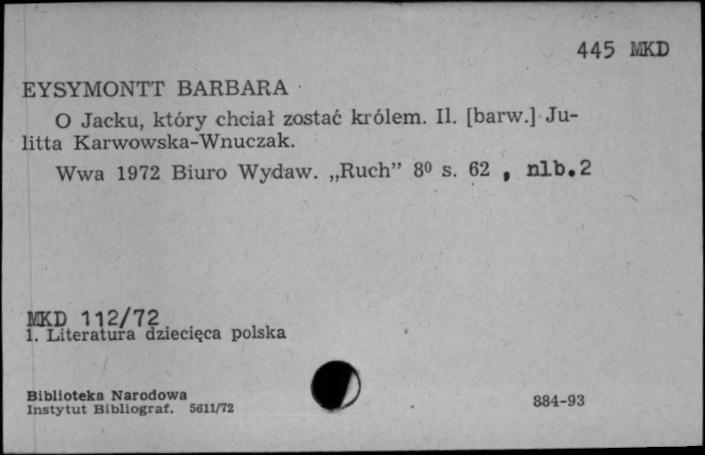 445 MKD
EYSYMONTT BARBARA
O Jacku, który chciał zostać królem. Il. [barw.] Ju-
litta Karwowska-Wnuczak.
Wwa 1972 Biuro Wydaw. „Ruch” 8⁰ s. 62 , nlb.2
MKD 112/72
1. Literatura dziecięca polska
Biblioteka Narodowa
Instytut Bibliograf. 5611/72
884-93